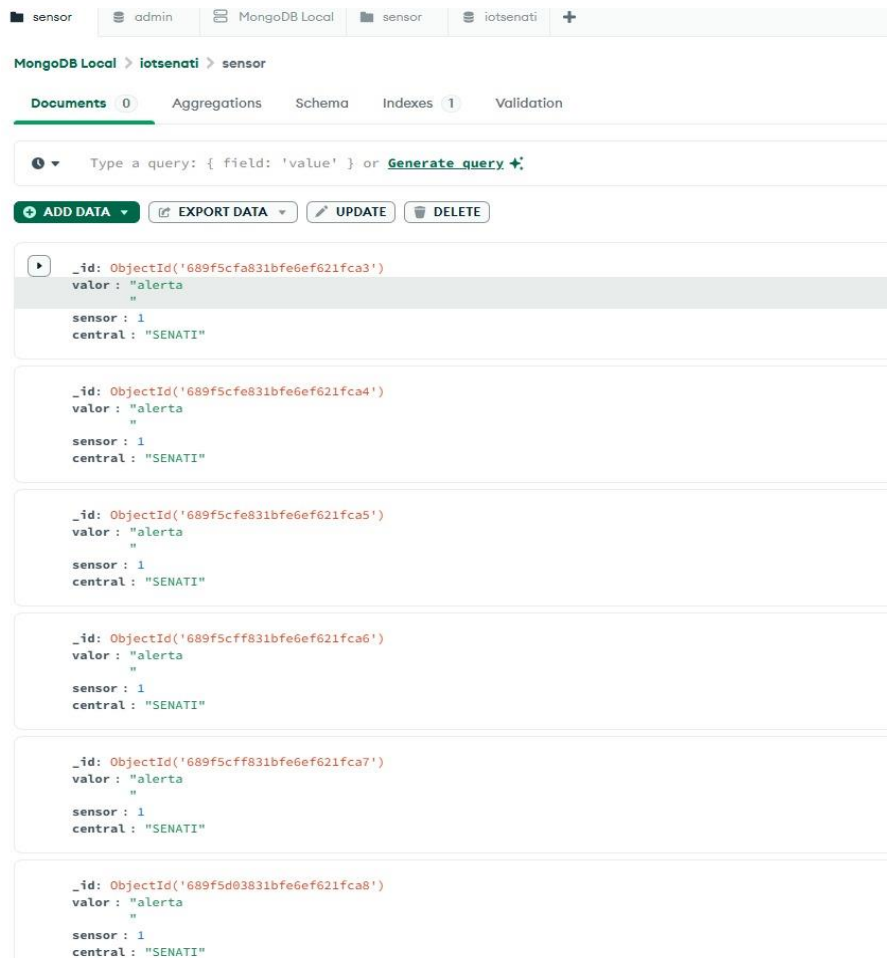 sensor admin MongoDB Local sensor iotsenati
MongoDB Local > iotsenati > sensor
Documents 0 Aggregations Schema Indexes 1 Validation
Type a query: { field: 'value' } or Generate query
ADD DATA EXPORT DATA UPDATE DELETE
_id: ObjectId('689f5cfa831bfe6ef621fca3')
valor : "alerta
"
sensor : 1
central : "SENATI"
_id: ObjectId('689f5cfe831bfe6ef621fca4')
valor : "alerta
"
sensor : 1
central : "SENATI"
_id: ObjectId('689f5cfe831bfe6ef621fca5')
valor : "alerta
"
sensor : 1
central : "SENATI"
_id: ObjectId('689f5cff831bfe6ef621fca6')
valor : "alerta
"
sensor : 1
central : "SENATI"
_id: ObjectId('689f5cff831bfe6ef621fca7')
valor : "alerta
"
sensor : 1
central : "SENATI"
_id: ObjectId('689f5d03831bfe6ef621fca8')
valor : "alerta
"
sensor : 1
central : "SENATI"